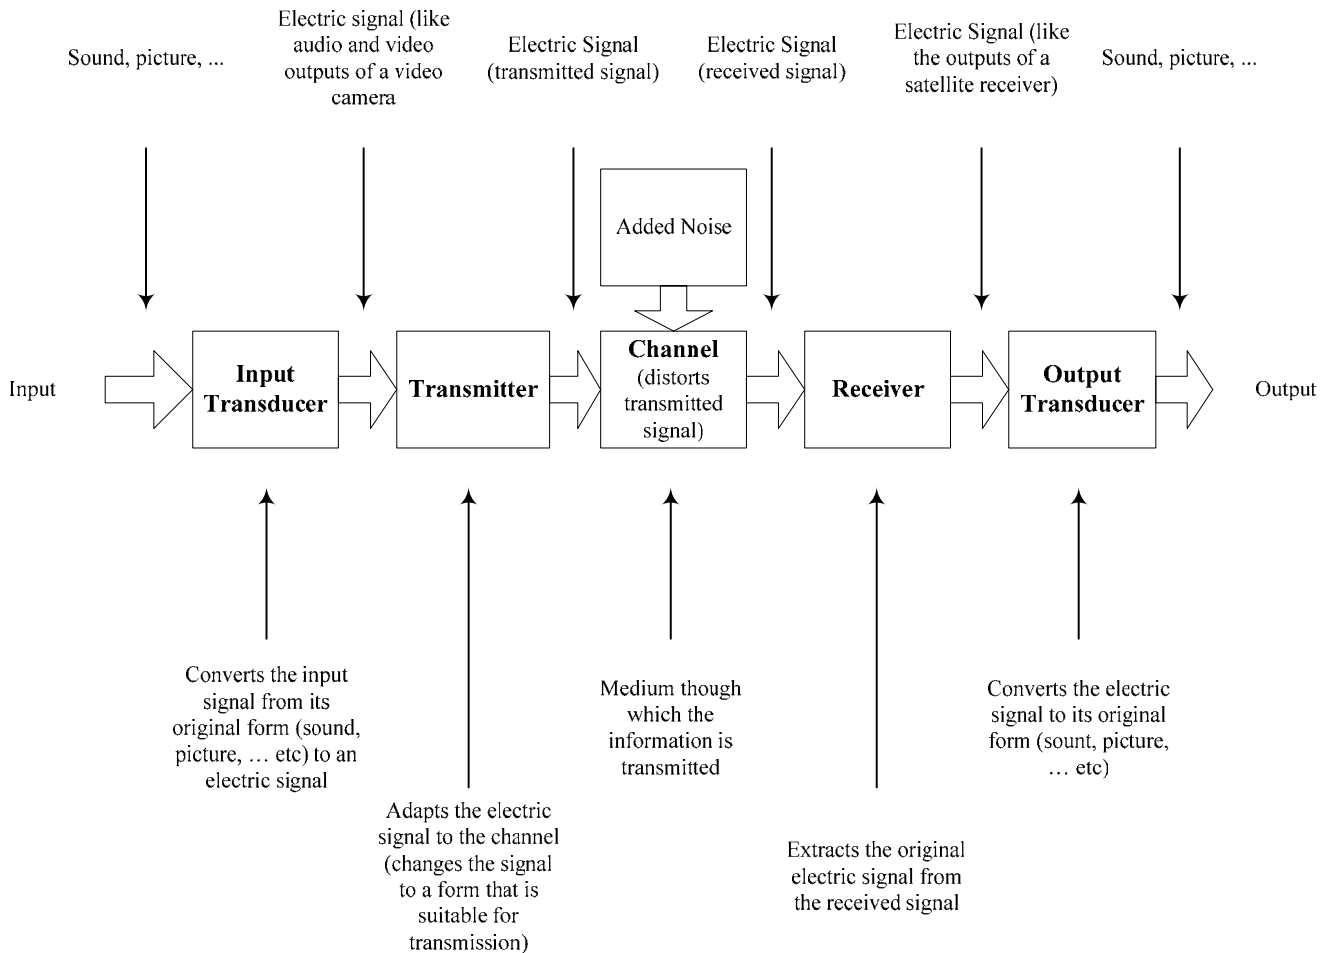 Sound, picture, ...
Electric signal (like
audio and video
outputs of a video
camera
Electric Signal
(transmitted signal)
Electric Signal
(received signal)
Electric Signal (like
the outputs of a
satellite receiver)
Sound, picture, ...
Added Noise
Input
Input
Transducer
Transmitter
Channel
(distorts
transmitted
signal)
Receiver
Output
Transducer
Output
Converts the input
signal from its
original form (sound,
picture, … etc) to an
electric signal
Adapts the electric
signal to the channel
(changes the signal
to a form that is
suitable for
transmission)
Medium though
which the
information is
transmitted
Extracts the original
electric signal from
the received signal
Converts the electric
signal to its original
form (sount, picture,
… etc)